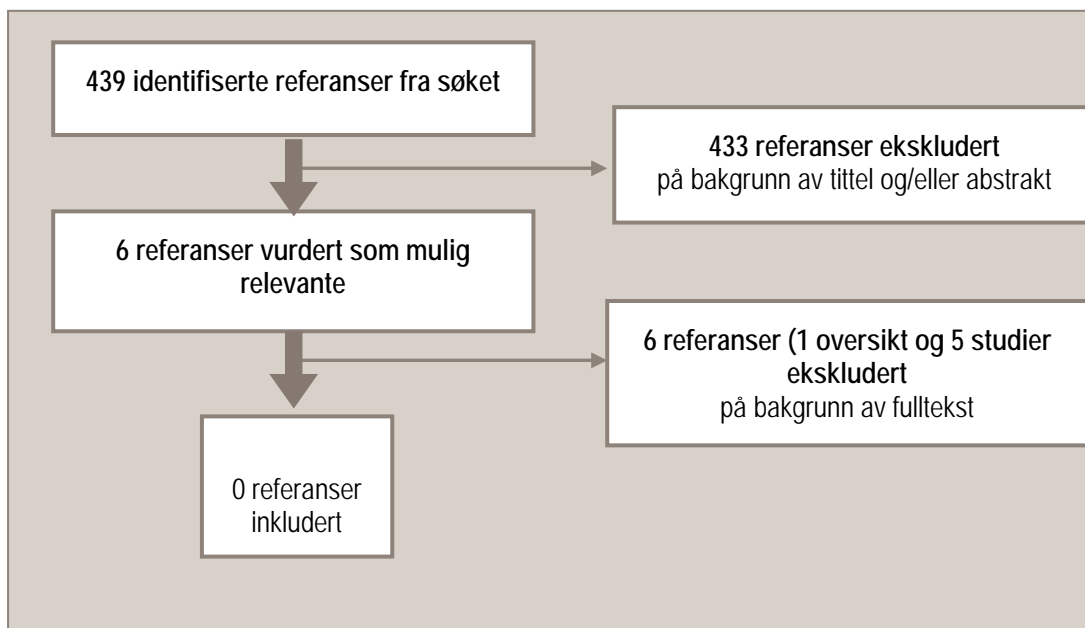 439 identifiserte referanser fra søket
433 referanser ekskludert
på bakgrunn av tittel og/eller abstrakt
6 referanser vurdert som mulig
relevante
6 referanser (1 oversikt og 5 studier
ekskludert
på bakgrunn av fulltekst
0 referanser
inkludert